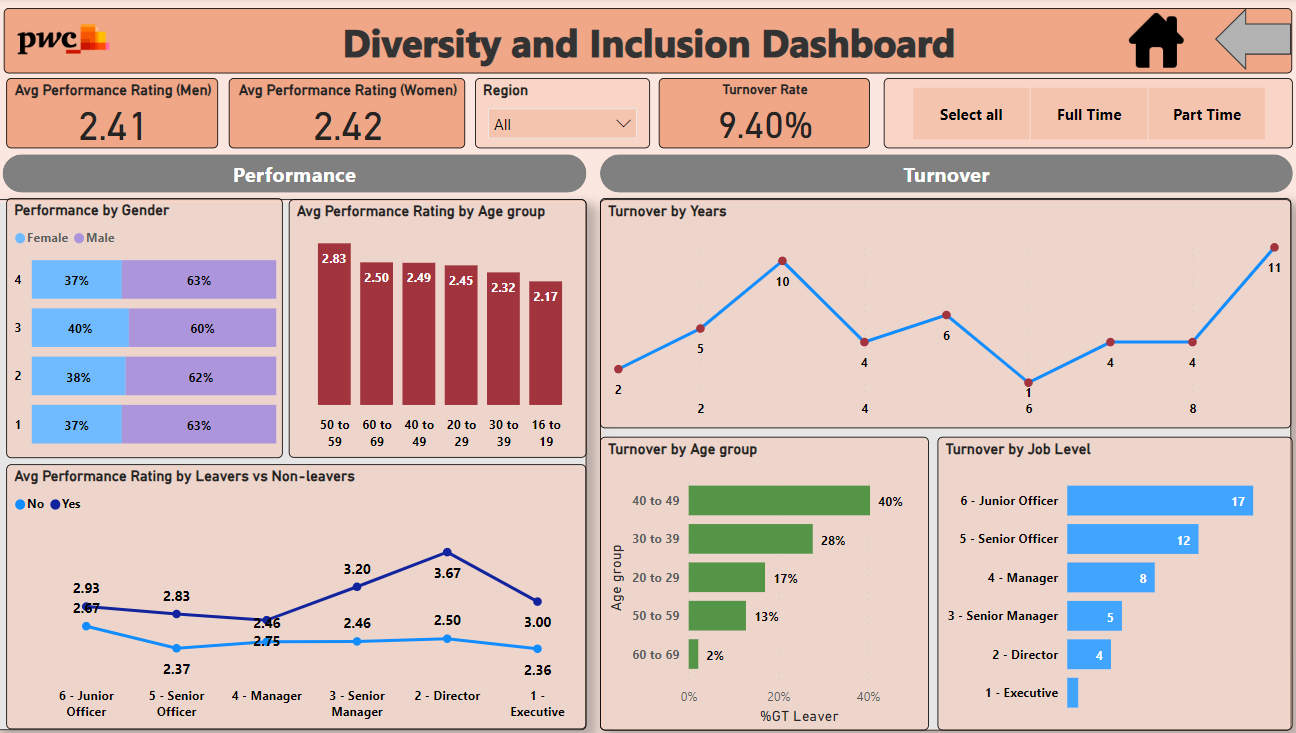 pwc
Diversity and Inclusion Dashboard
Avg Performance Rating (Men)
2.41
Avg Performance Rating (Women)
2.42
Region
All
Turnover Rate
9.40%
Select all
Full Time
Part Time
Performance
Turnover
Performance by Gender
Female Male
4 37% 63%
3 40% 60%
2 38% 62%
1 37% 63%
Avg Performance Rating by Age group
2.83 2.50 2.49 2.45 2.32 2.17
50 to 60 to 40 to 20 to 30 to 16 to
59 69 49 29 39 19
Turnover by Years
2 5 10 4 6 1 4 4 11
2 4 6 8
Avg Performance Rating by Leavers vs Non-leavers
No Yes
2.93 2.83 2.75 3.20 3.67 3.00
2.67 2.37 2.46 2.46 2.50 2.36
6 - Junior 5 - Senior 4 - Manager 3 - Senior 2 - Director 1 -
Officer Officer Manager Executive
Turnover by Age group
Age group
40 to 49 40%
30 to 39 28%
20 to 29 17%
50 to 59 13%
60 to 69 2%
0% 20% 40%
%GT Leaver
Turnover by Job Level
6 - Junior Officer 17
5 - Senior Officer 12
4 - Manager 8
3 - Senior Manager 5
2 - Director 4
1 - Executive